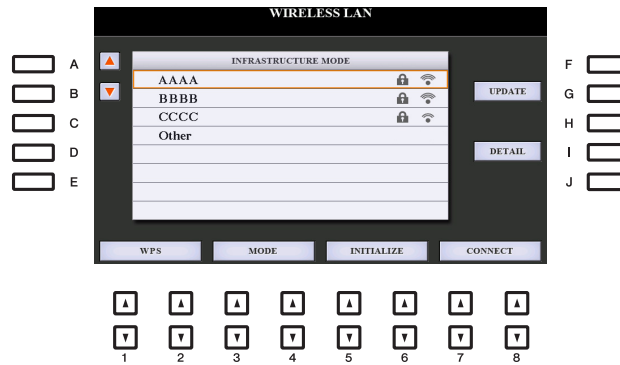 WIRELESS LAN
INFRASTRUCTURE MODE
A
F
AAAA
B
BBBB
UPDATE
G
C
CCCC
H
Other
D
DETAIL
I
E
J
WPS MODE INITIALIZE CONNECT
1 2 3 4 5 6 7 8